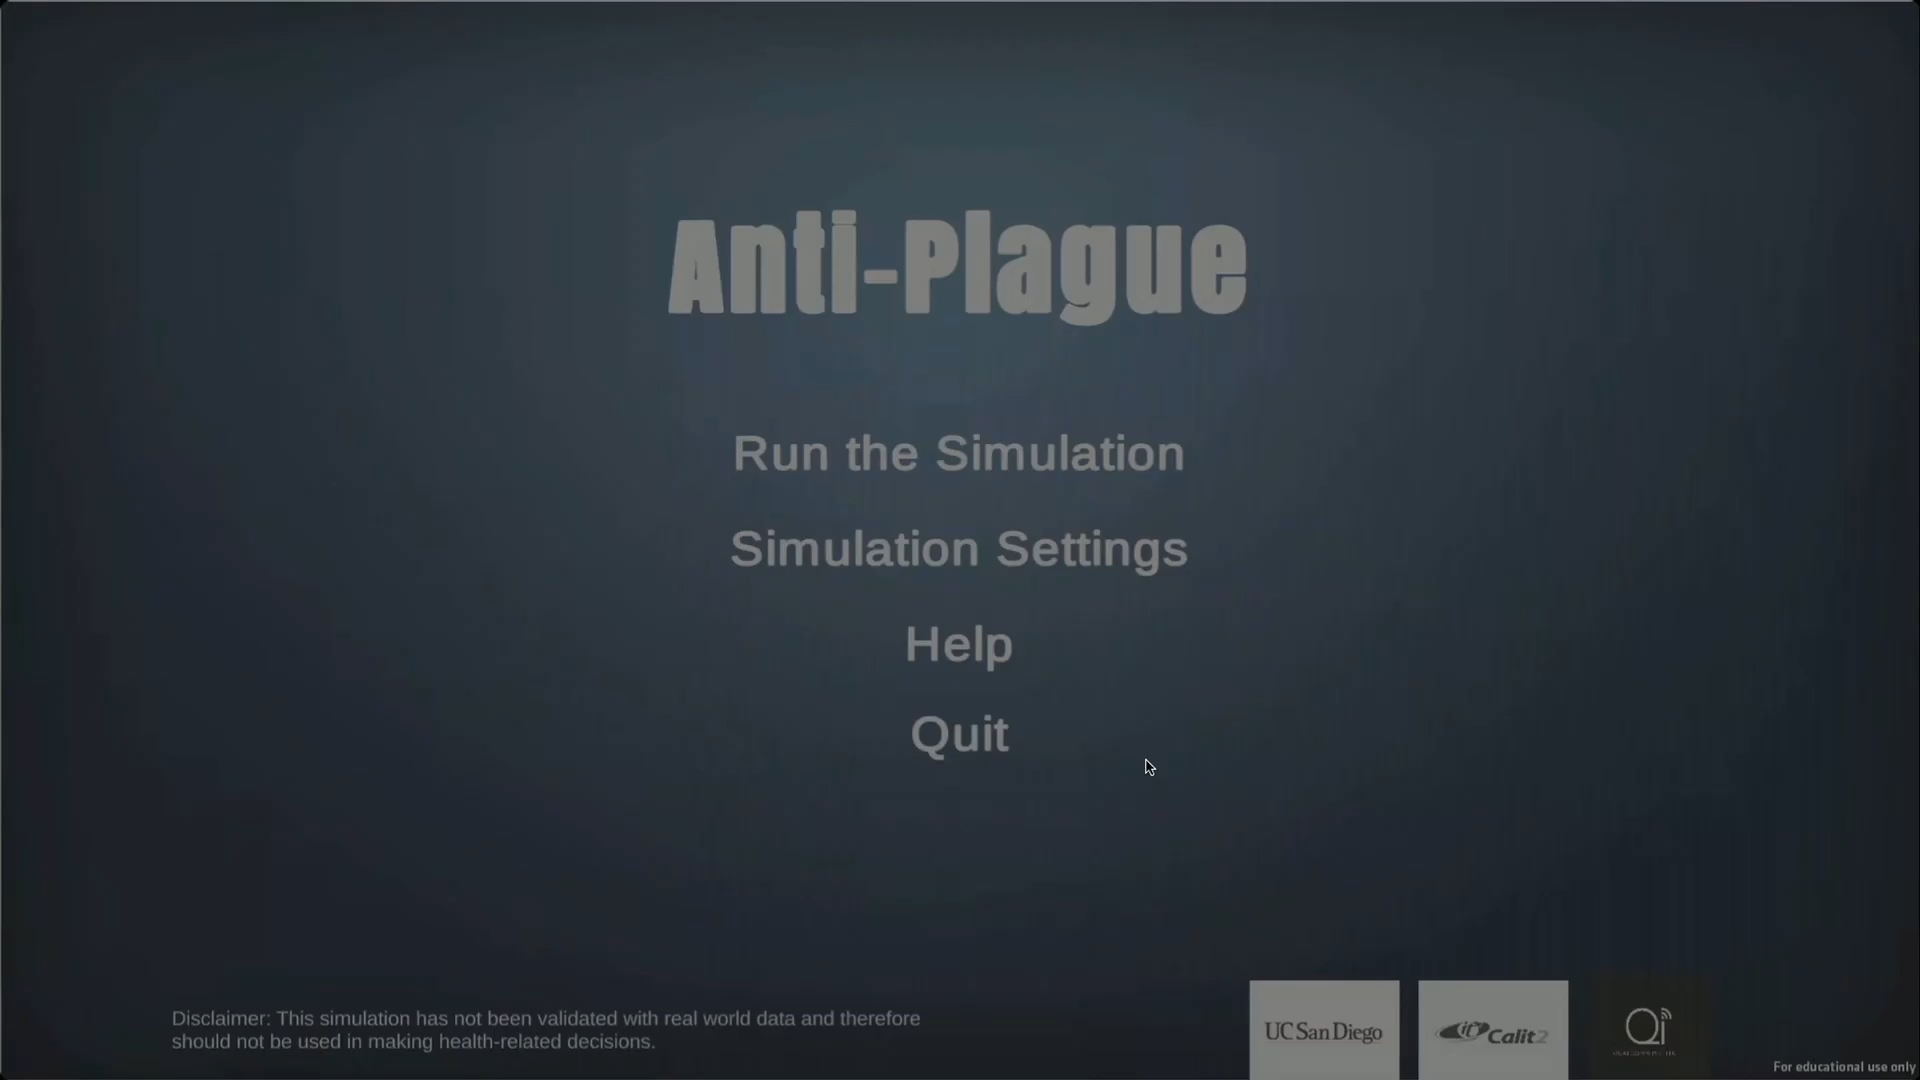 Anti-Plague
Run the Simulation
Simulation Settings
Help
Quit
Disclaimer: This simulation has not been validated with real world data and therefore
should not be used in making health-related decisions.
UC San Diego
Calit2
Qi
For educational use only